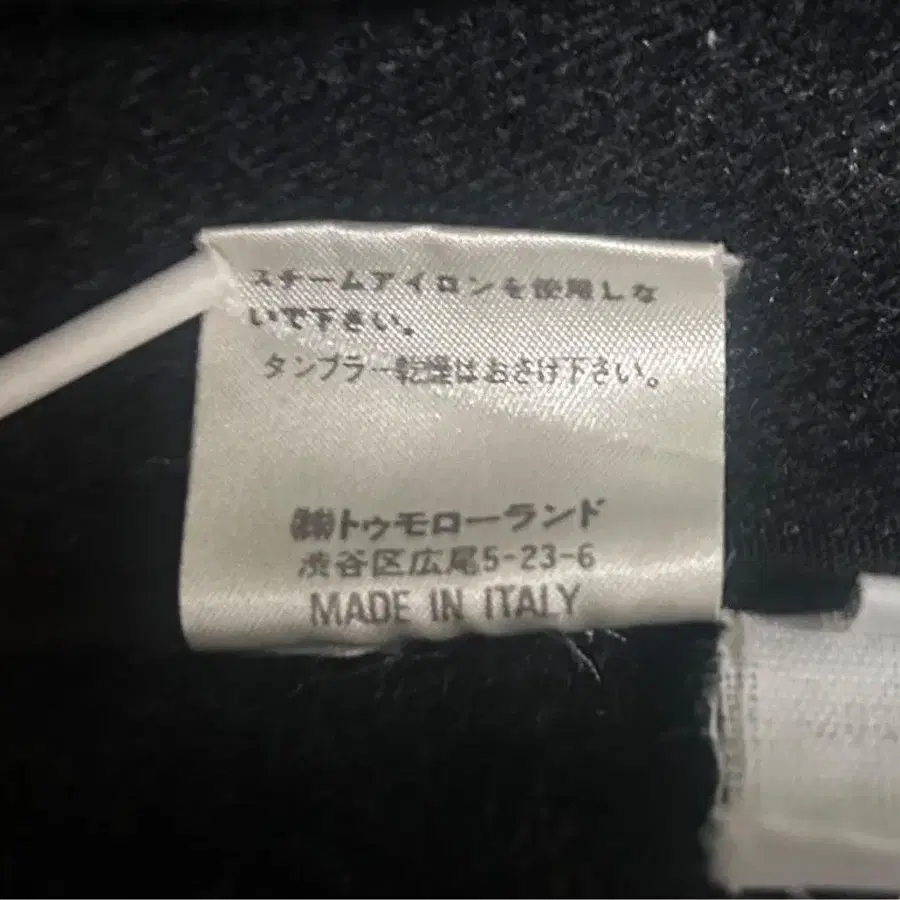 スチームアイロンを使用しな
いで下さい。
タンブラー乾燥はおさけ下さい。
㈱トゥモローランド
渋谷区広尾5-23-6
MADE IN ITALY